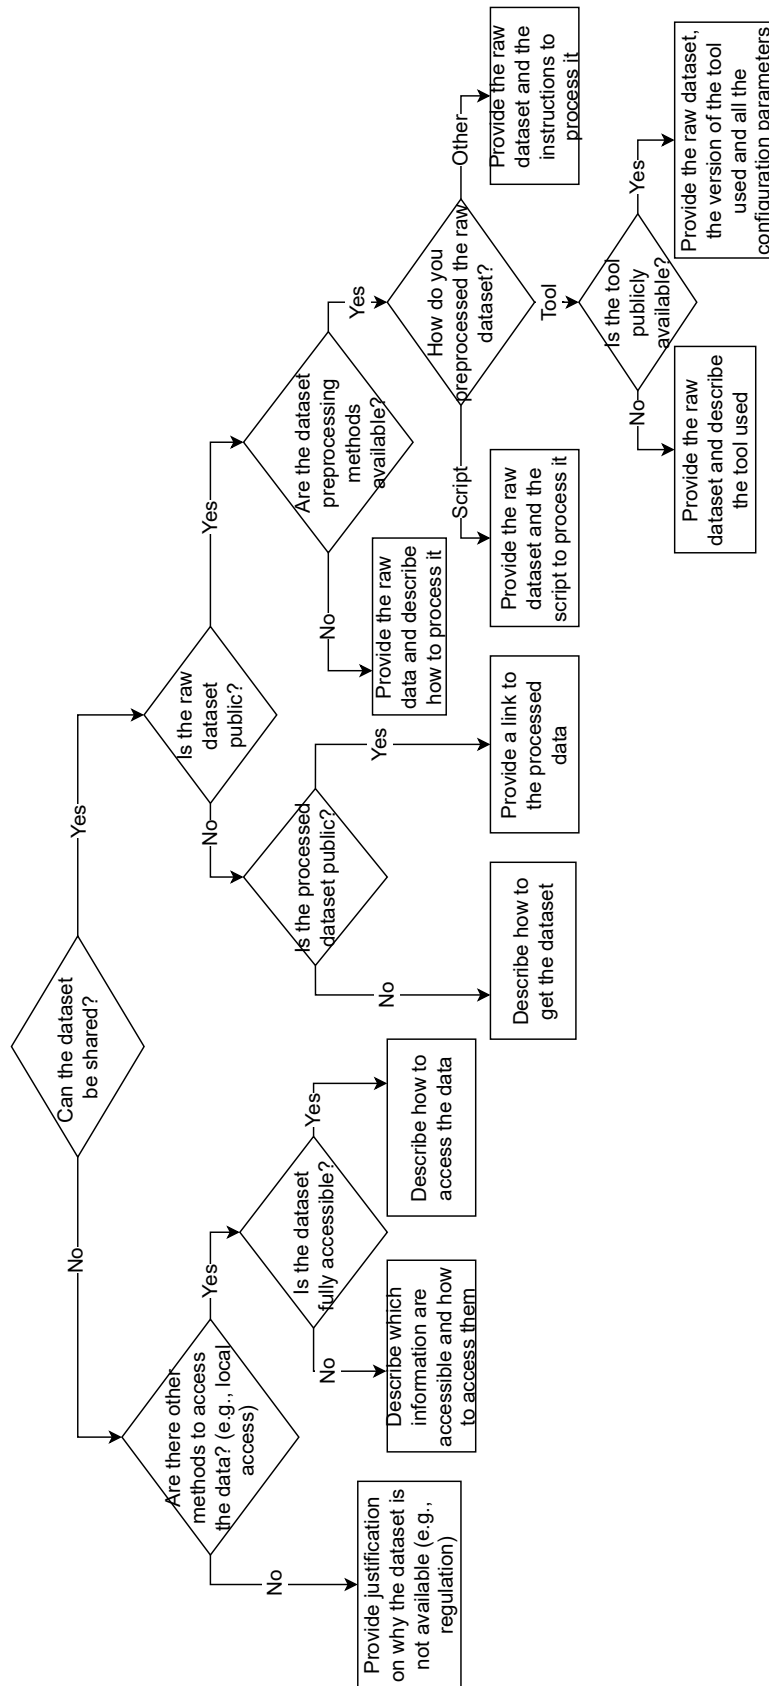 Can the dataset
be shared?
No
Yes
Are there other
methods to access
the data? (e.g., local
access)
No
Yes
Provide justification
on why the dataset is
not available (e.g.,
regulation)
Is the dataset
fully accessible?
No
Yes
Describe which
information are
accessible and how
to access them
Describe how to
access the data
Is the raw
dataset
public?
No
Yes
Is the processed
dataset public?
No
Yes
Describe how to
get the dataset
Provide a link to
the processed
data
Are the dataset
preprocessing
methods
available?
No
Yes
Provide the raw
data and describe
how to process it
How do you
preprocessed the raw
dataset?
Script
Tool
Other
Provide the raw
dataset and the
script to process it
Provide the raw
dataset and the
instructions to
process it
Is the tool
publicly
available?
No
Yes
Provide the raw
dataset and describe
the tool used
Provide the raw dataset,
the version of the tool
used and all the
configuration parameters